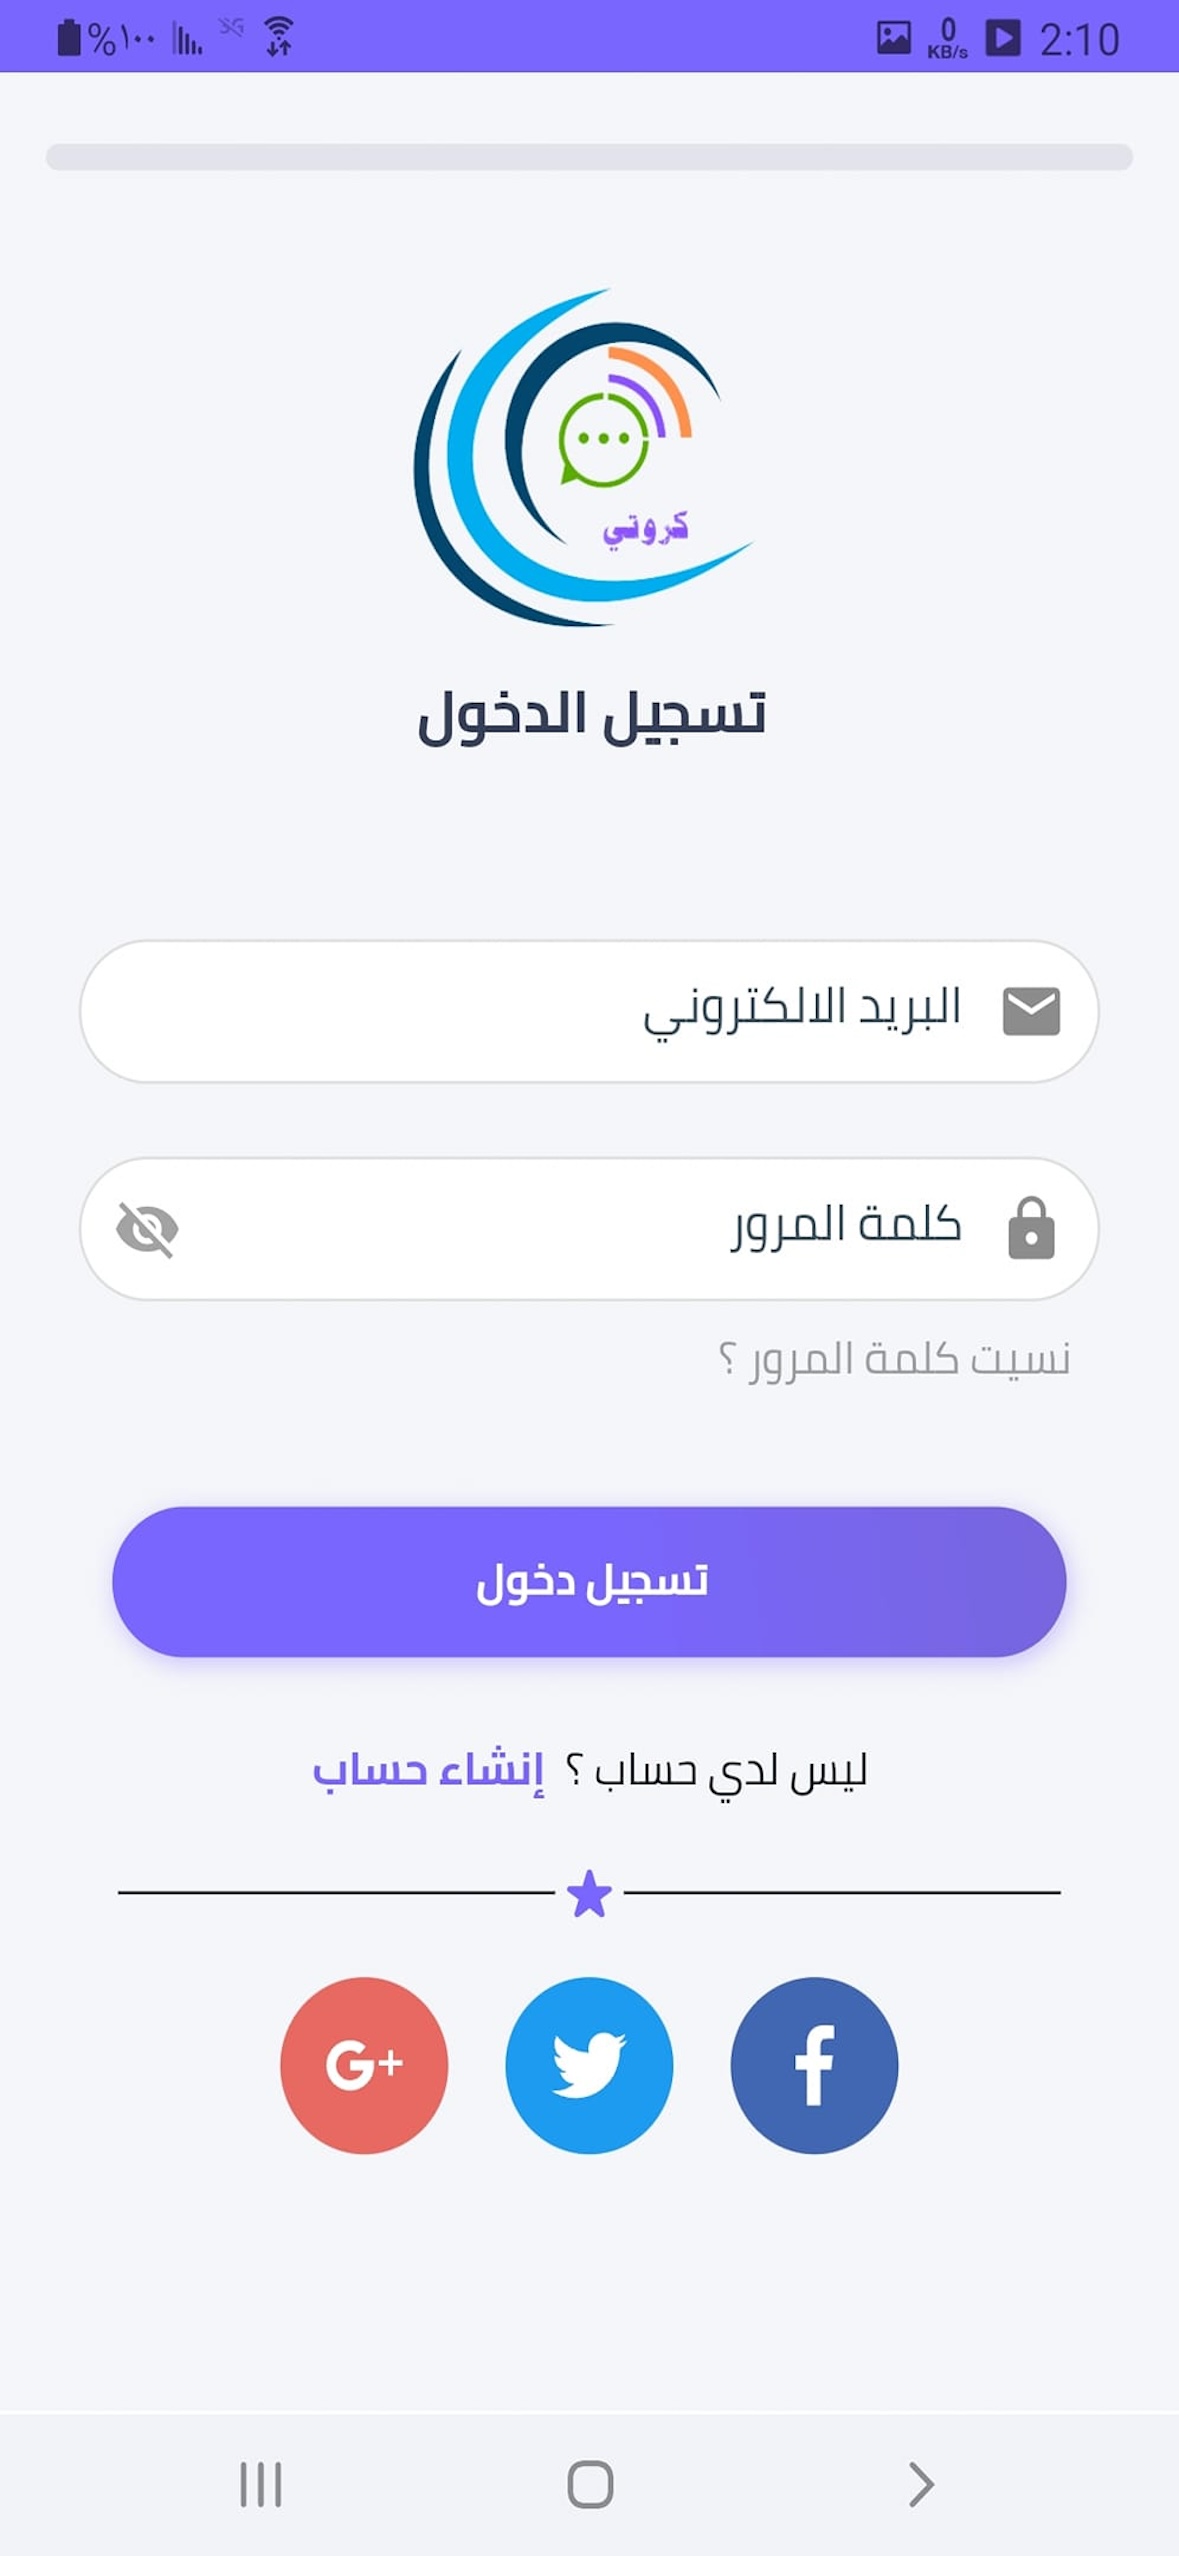 %١٠٠ 3G 0 KB/s 2:10
كروتي
تسجيل الدخول
البريد الالكتروني
كلمة المرور
نسيت كلمة المرور ؟
تسجيل دخول
ليس لدي حساب ؟ إنشاء حساب
G+